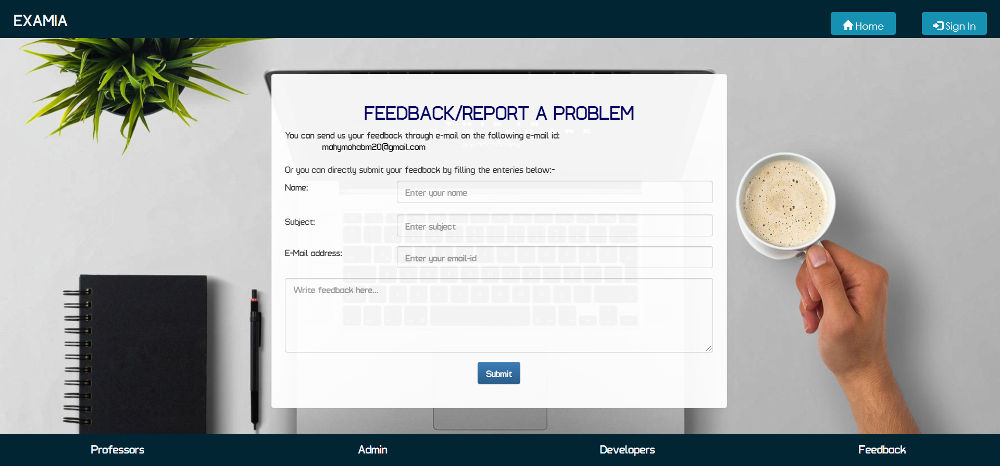 EXAMIA
Home
Sign In
FEEDBACK/REPORT A PROBLEM
You can send us your feedback through e-mail on the following e-mail id:
mahymohabm20@gmail.com
Or you can directly submit your feedback by filling the enteries below:-
Name:
Enter your name
Subject:
Enter subject
E-Mail address:
Enter your email-id
Write feedback here...
Submit
Professors
Admin
Developers
Feedback